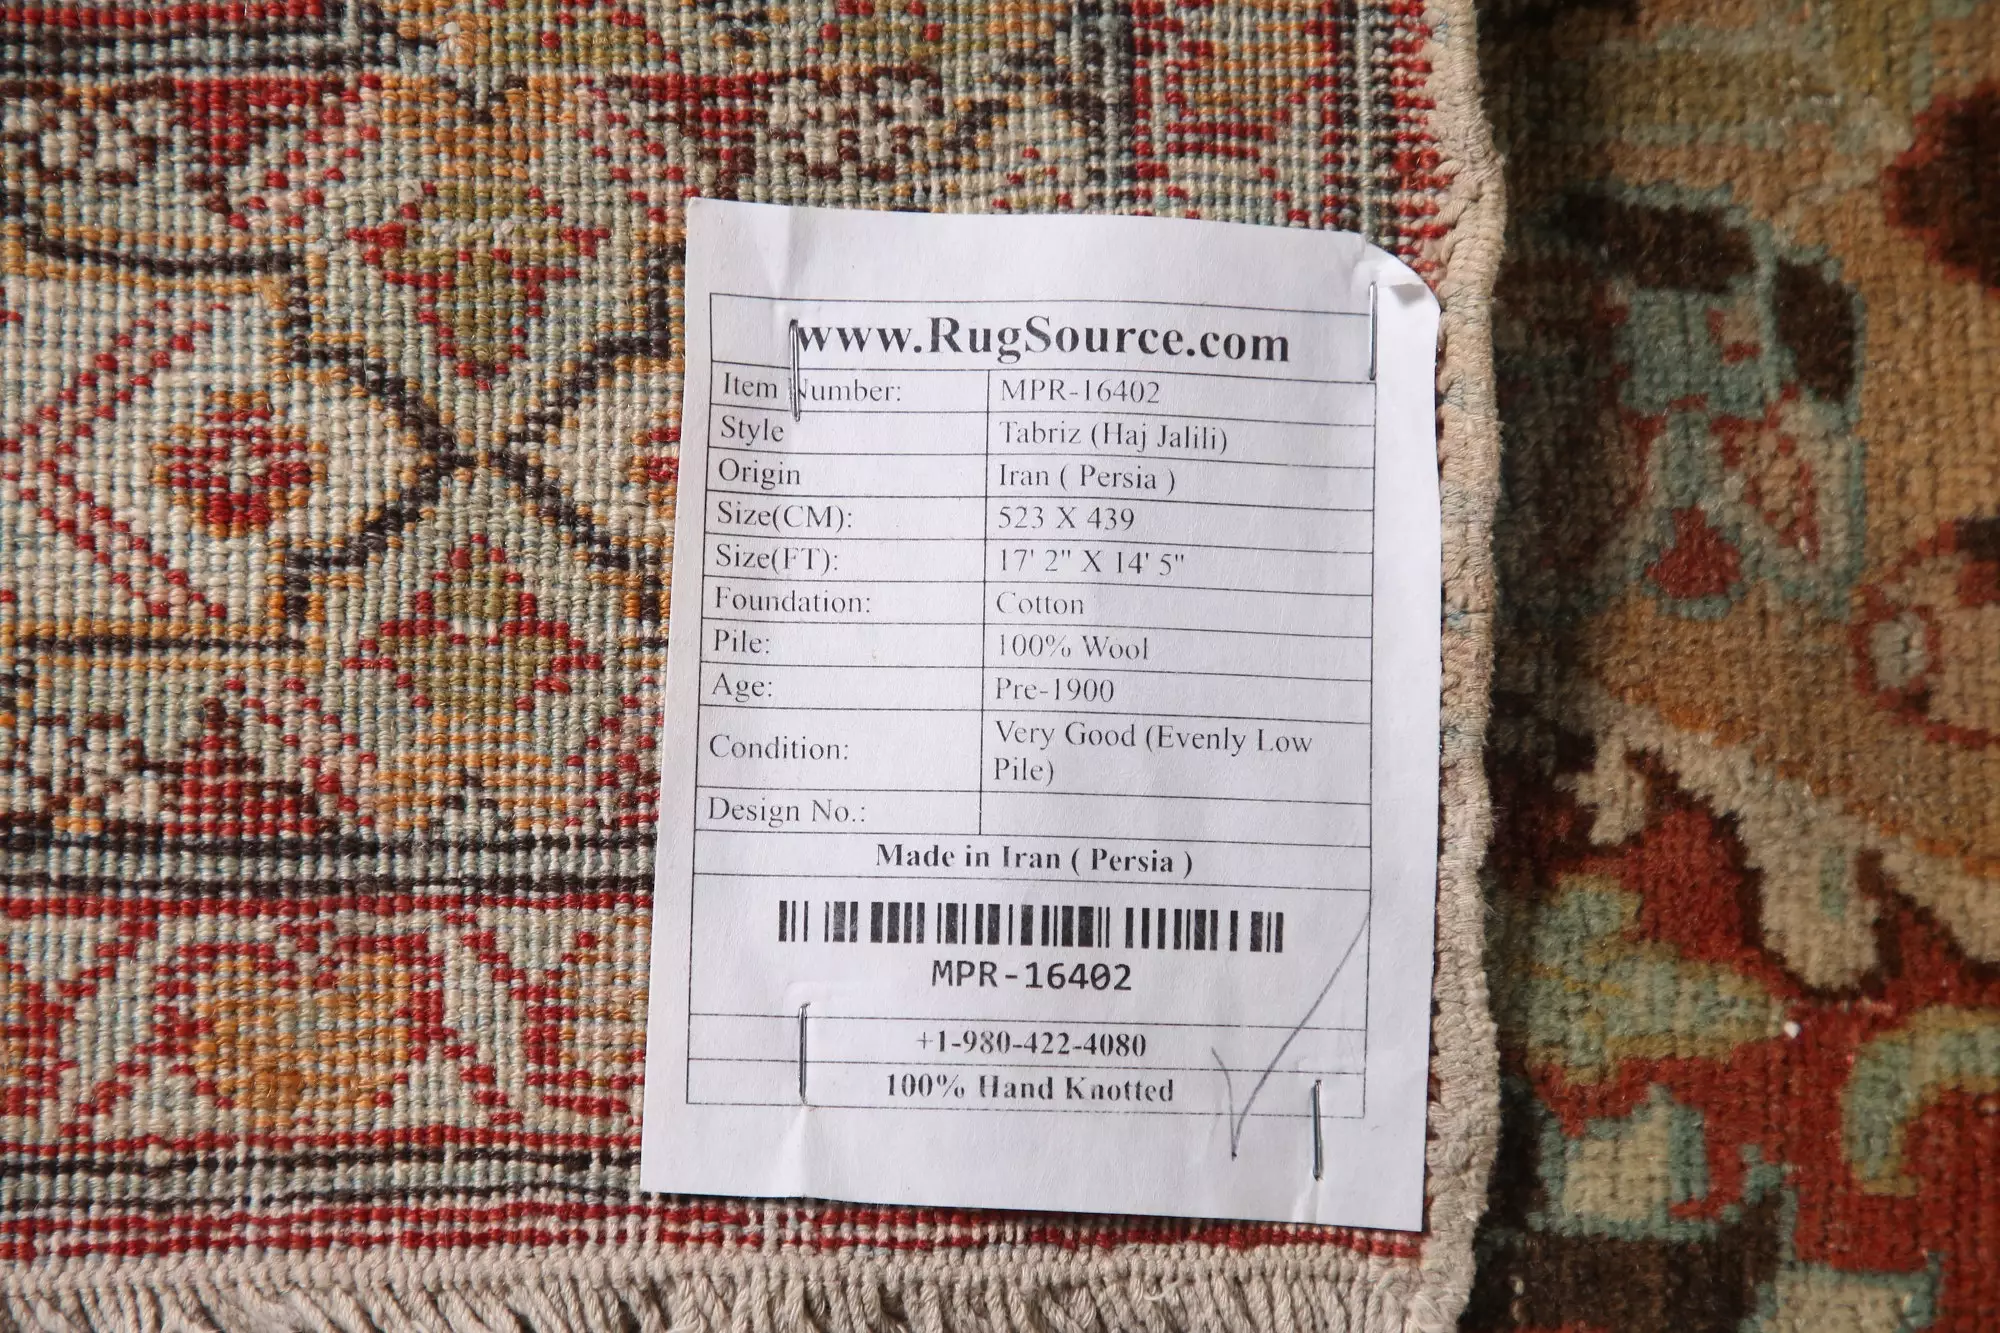 www.RugSource.com
Item Number: MPR-16402
Style Tabriz (Haj Jalili)
Origin Iran ( Persia )
Size(CM): 523 X 439
Size(FT): 17' 2" X 14' 5"
Foundation: Cotton
Pile: 100% Wool
Age: Pre-1900
Condition: Very Good (Evenly Low
Pile)
Design No.:
Made in Iran ( Persia )
MPR-16402
+1-980-422-4080
100% Hand Knotted